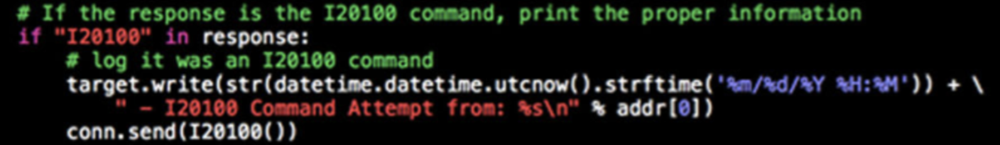 # If the response is the I20100 command, print the proper information
if "I20100" in response:
    # log it was an I20100 command
    target.write(str(datetime.datetime.utcnow().strftime('%m/%d/%Y %H:%M')) + \
        " - I20100 Command Attempt from: %s\n" % addr[0])
    conn.send(I20100())